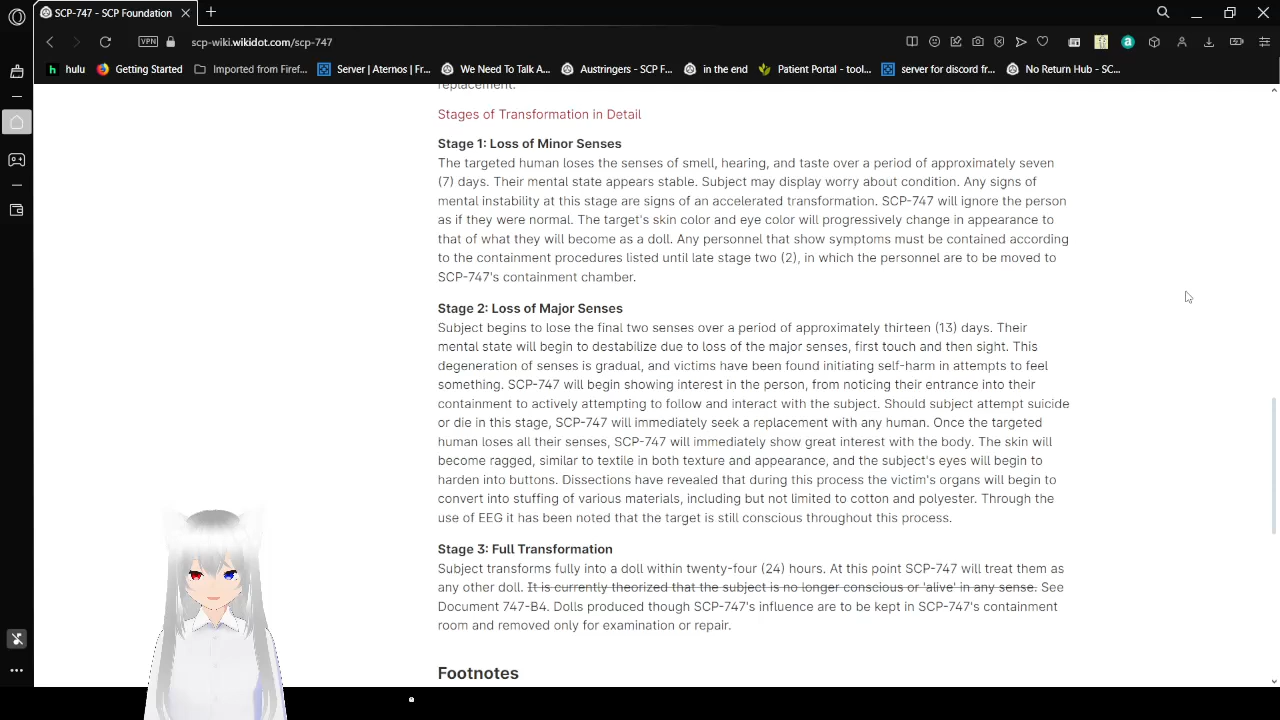 SCP-747 - SCP Foundation
VPN
scp-wiki.wikidot.com/scp-747
hulu
Getting Started
Imported from Firef...
Server | Aternos | Fr...
We Need To Talk A...
Austringers - SCP F...
in the end
Patient Portal - tool...
server for discord fr...
No Return Hub - SC...
replacement.
Stages of Transformation in Detail
Stage 1: Loss of Minor Senses
The targeted human loses the senses of smell, hearing, and taste over a period of approximately seven
(7) days. Their mental state appears stable. Subject may display worry about condition. Any signs of
mental instability at this stage are signs of an accelerated transformation. SCP-747 will ignore the person
as if they were normal. The target's skin color and eye color will progressively change in appearance to
that of what they will become as a doll. Any personnel that show symptoms must be contained according
to the containment procedures listed until late stage two (2), in which the personnel are to be moved to
SCP-747's containment chamber.
Stage 2: Loss of Major Senses
Subject begins to lose the final two senses over a period of approximately thirteen (13) days. Their
mental state will begin to destabilize due to loss of the major senses, first touch and then sight. This
degeneration of senses is gradual, and victims have been found initiating self-harm in attempts to feel
something. SCP-747 will begin showing interest in the person, from noticing their entrance into their
containment to actively attempting to follow and interact with the subject. Should subject attempt suicide
or die in this stage, SCP-747 will immediately seek a replacement with any human. Once the targeted
human loses all their senses, SCP-747 will immediately show great interest with the body. The skin will
become ragged, similar to textile in both texture and appearance, and the subject's eyes will begin to
harden into buttons. Dissections have revealed that during this process the victim's organs will begin to
convert into stuffing of various materials, including but not limited to cotton and polyester. Through the
use of EEG it has been noted that the target is still conscious throughout this process.
Stage 3: Full Transformation
Subject transforms fully into a doll within twenty-four (24) hours. At this point SCP-747 will treat them as
any other doll. It is currently theorized that the subject is no longer conscious or 'alive' in any sense. See
Document 747-B4. Dolls produced though SCP-747's influence are to be kept in SCP-747's containment
room and removed only for examination or repair.
Footnotes